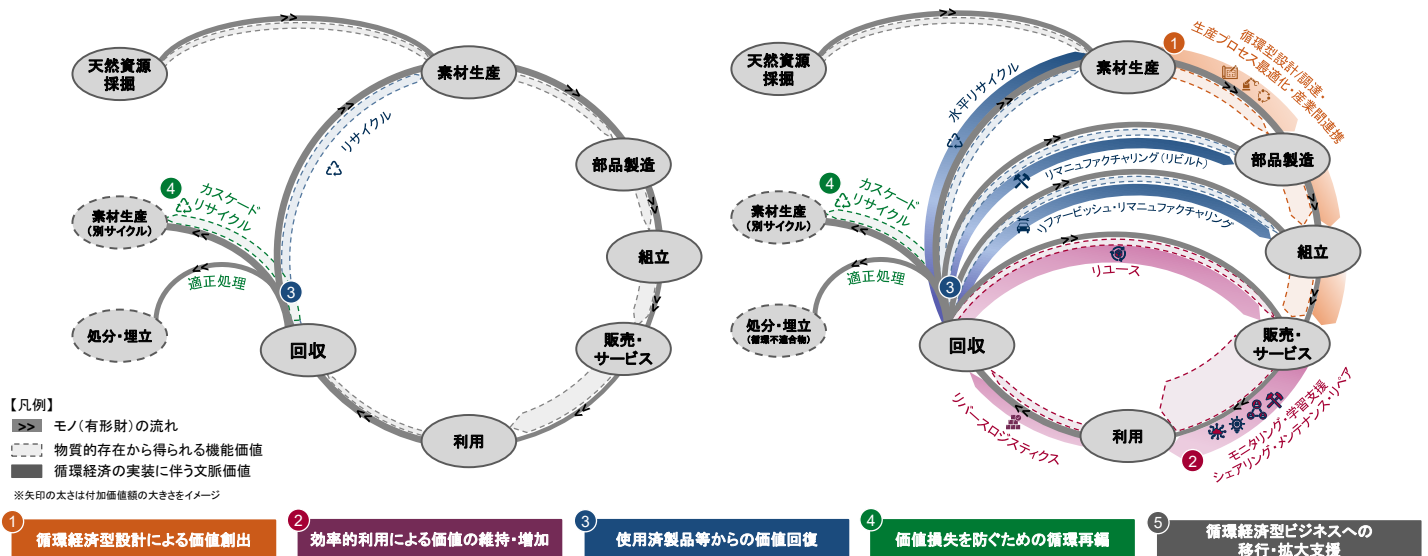 >>
天然資源
採掘
素材生産
>>
>>
リサイクル
部品製造
4
カスケード
リサイクル
素材生産
(別サイクル)
>>
>>
組立
>>
適正処理
3
>>
処分・埋立
回収
販売・
サービス
>>
>>
利用
【凡例】
>>
モノ(有形財)の流れ
物質的存在から得られる機能価値
循環経済の実装に伴う文脈価値
※矢印の太さは付加価値額の大きさをイメージ
>>
天然資源
採掘
素材生産
1
循環型設計/調達・
生産プロセス最適化・産業間連携
>>
水平リサイクル
>>
>>
リマニュファクチャリング(リビルト)
部品製造
4
カスケード
リサイクル
>>
リファービッシュ・リマニュファクチャリング
素材生産
(別サイクル)
>>
>>
組立
>>
リユース
>>
適正処理
3
>>
処分・埋立
(循環不適合物)
回収
販売・
サービス
>>
リバースロジスティクス
>>
利用
2
モニタリング・学習支援
シェアリング・メンテナンス・リペア
1
循環経済型設計による価値創出
2
効率的利用による価値の維持・増加
3
使用済製品等からの価値回復
4
価値損失を防ぐための循環再編
5
循環経済型ビジネスへの
移行・拡大支援